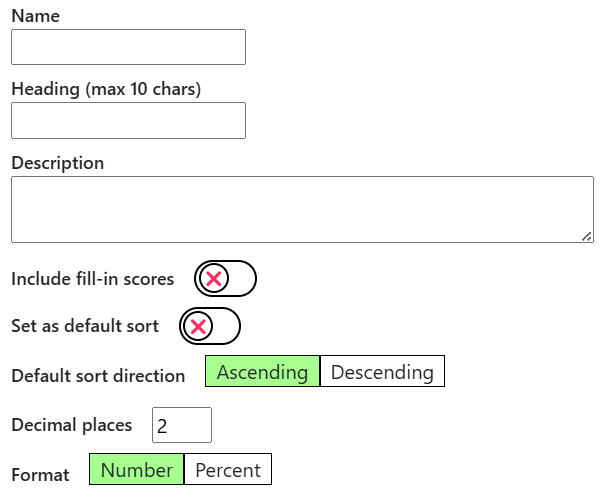 Name
Heading (max 10 chars)
Description
Include fill-in scores
Set as default sort
Default sort direction Ascending Descending
Decimal places 2
Format Number Percent